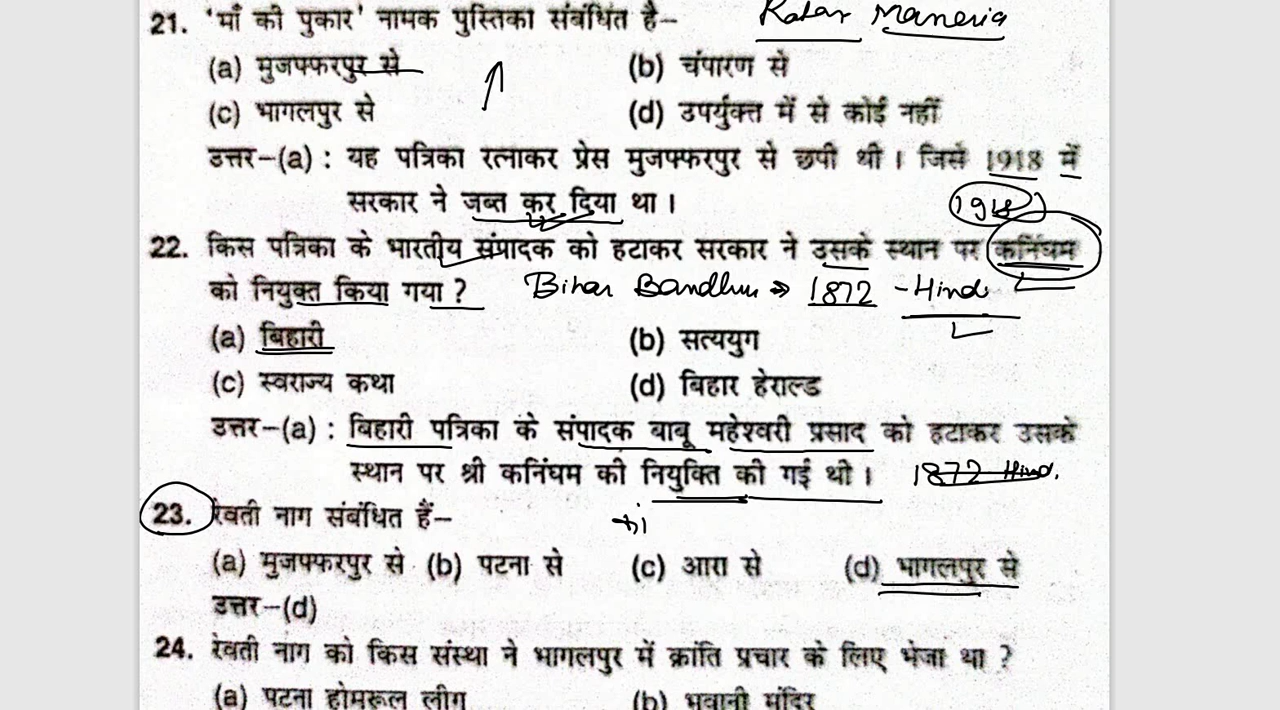 21. 'माँ की पुकार' नामक पुस्तिका संबंधित है– Katar Maneria
(a) मुजफ्फरपुर से (b) चंपारण से
(c) भागलपुर से (d) उपर्युक्त में से कोई नहीं
उत्तर–(a) : यह पत्रिका रत्नाकर प्रेस मुजफ्फरपुर से छपी थी। जिसे 1918 में
सरकार ने जब्त कर दिया था।
22. किस पत्रिका के भारतीय संपादक को हटाकर सरकार ने उसके स्थान पर कनिंघम
को नियुक्त किया गया ? Bihar Bandhu ⇒ 1872 - Hindi
(a) बिहारी (b) सत्ययुग
(c) स्वराज्य कथा (d) बिहार हेराल्ड
उत्तर–(a) : बिहारी पत्रिका के संपादक बाबू महेश्वरी प्रसाद को हटाकर उसके
स्थान पर श्री कनिंघम की नियुक्ति की गई थी। 1872 Hind.
23. रेवती नाग संबंधित हैं–
(a) मुजफ्फरपुर से (b) पटना से (c) आरा से (d) भागलपुर से
उत्तर–(d)
24. रेवती नाग को किस संस्था ने भागलपुर में क्रांति प्रचार के लिए भेजा था ?
(a) पटना होमरूल लीग (b) भवानी मंदिर